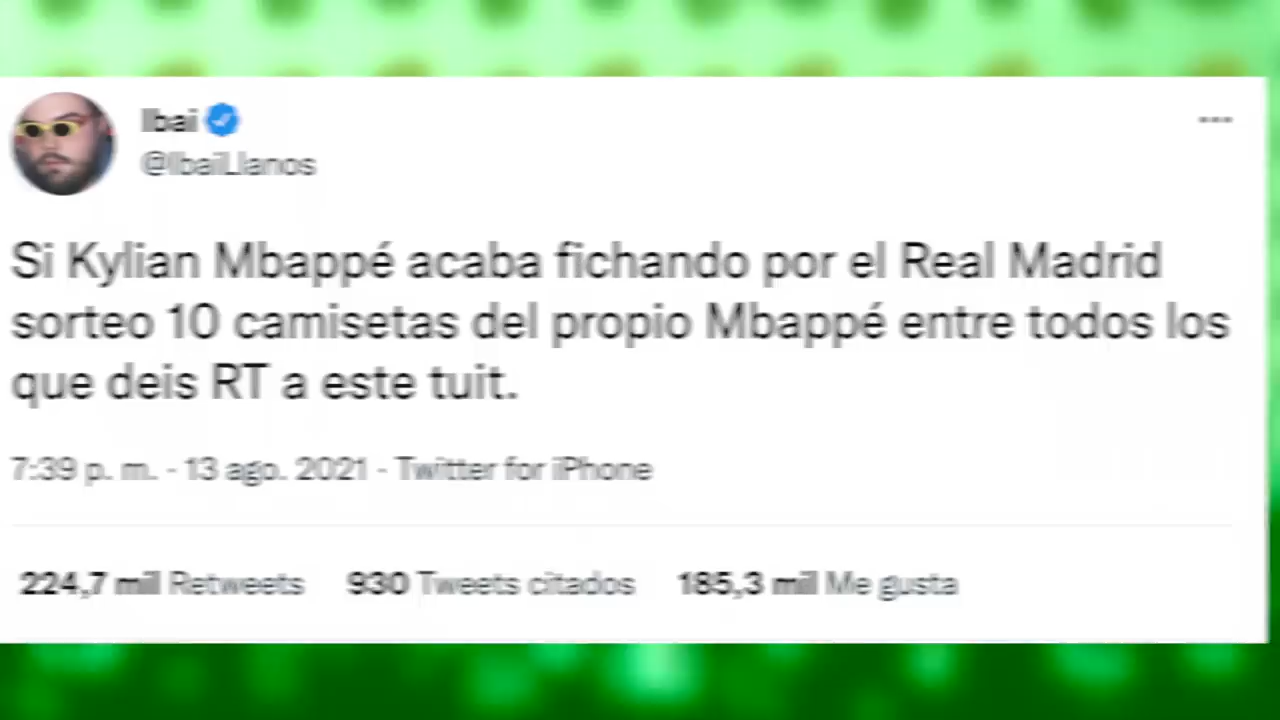 Ibai
@IbaiLlanos
Si Kylian Mbappé acaba fichando por el Real Madrid
sorteo 10 camisetas del propio Mbappé entre todos los
que deis RT a este tuit.
7:39 p. m. · 13 ago. 2021 · Twitter for iPhone
224,7 mil Retweets 930 Tweets citados 185,3 mil Me gusta